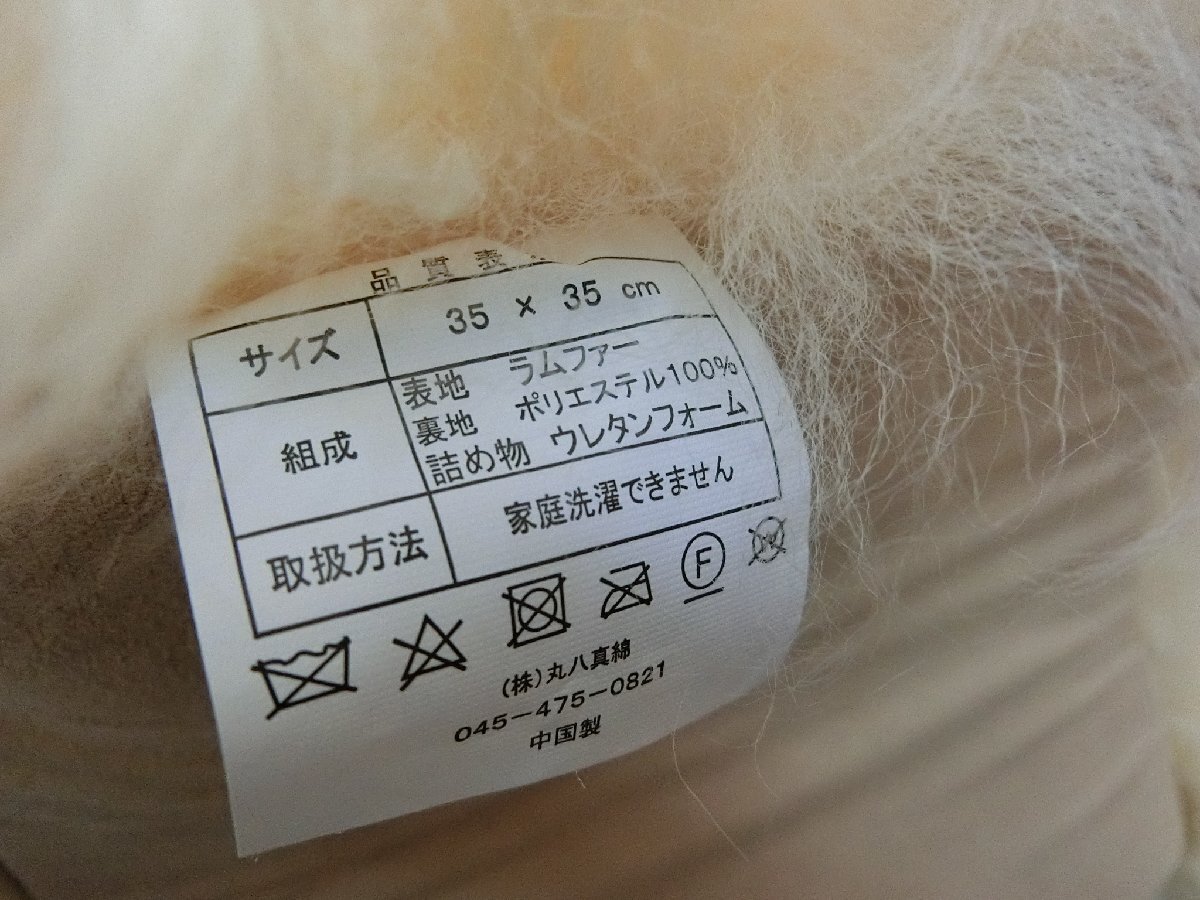 品質表
サイズ 35 × 35 cm
組成 表地 ラムファー
裏地 ポリエステル100%
詰め物 ウレタンフォーム
取扱方法 家庭洗濯できません
F
W
(株)丸八真綿
045-475-0821
中国製